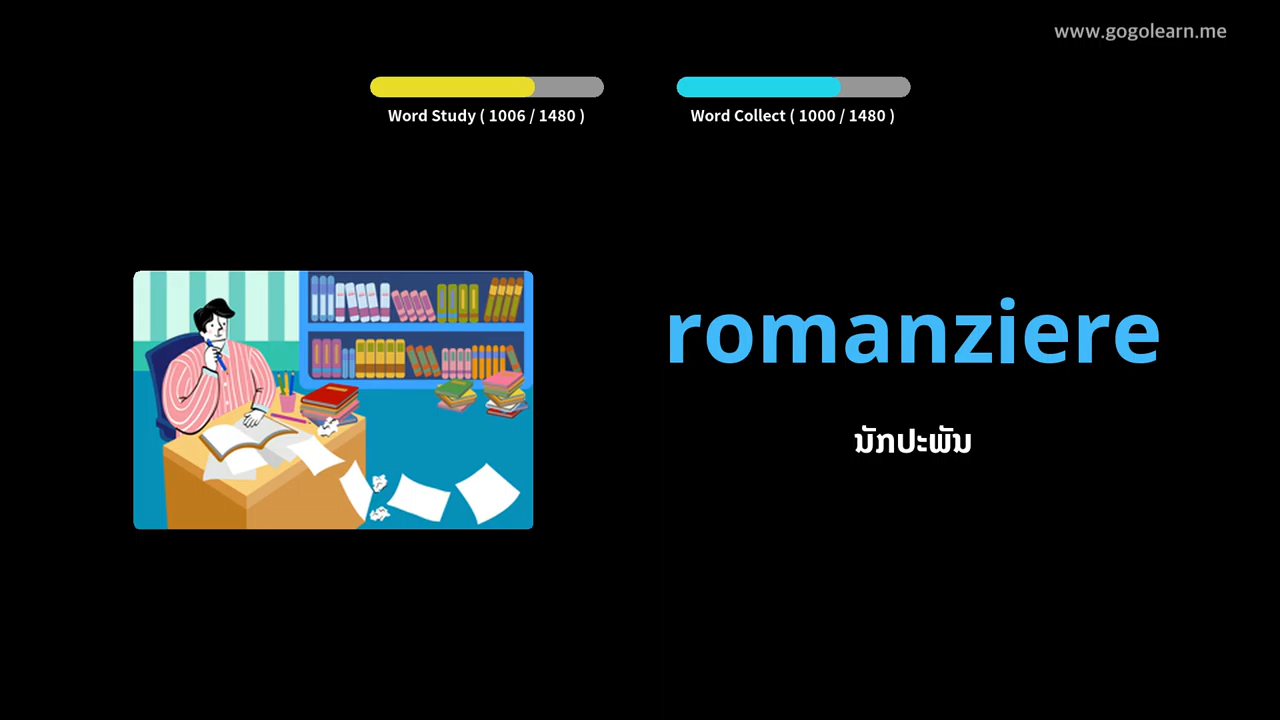 www.gogolearn.me
Word Study ( 1006 / 1480 )
Word Collect ( 1000 / 1480 )
romanziere
ນັກປະພັນ